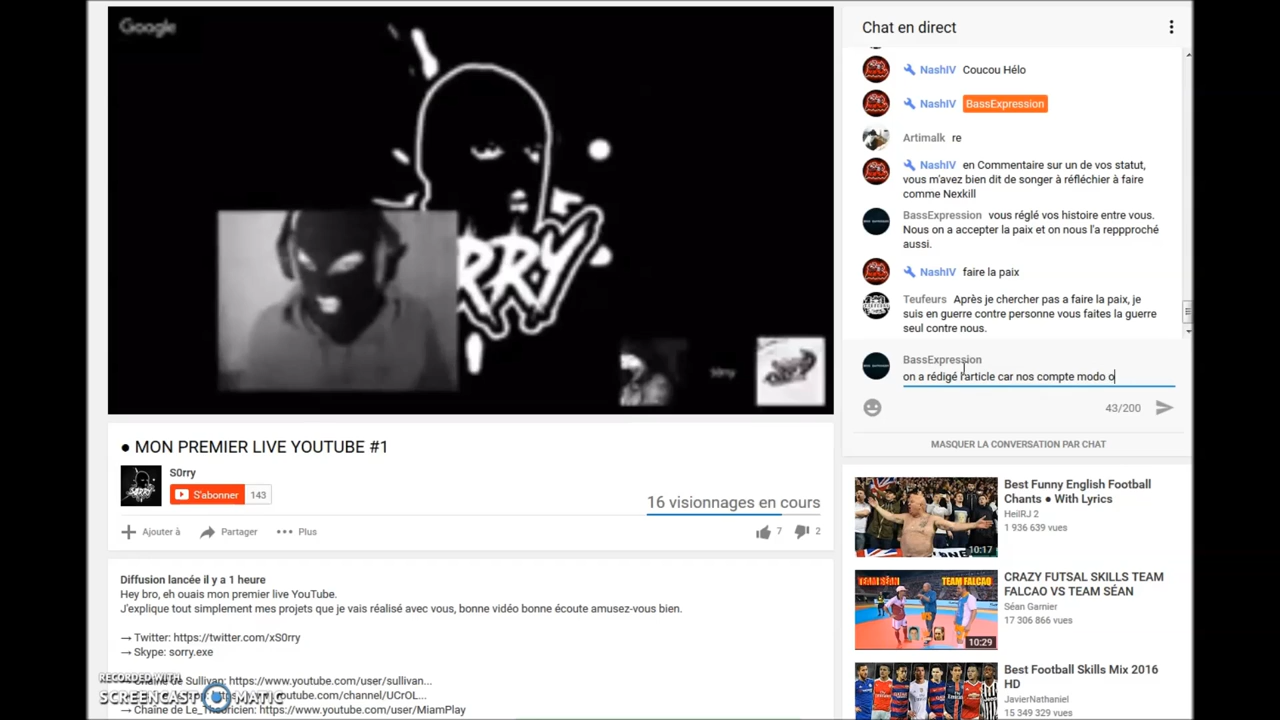 Google
RRY
S0rry
● MON PREMIER LIVE YOUTUBE #1
S0rry
S'abonner 143
16 visionnages en cours
Ajouter à Partager Plus
7 2
Diffusion lancée il y a 1 heure
Hey bro, eh ouais mon premier live YouTube.
J'explique tout simplement mes projets que je vais réalisé avec vous, bonne vidéo bonne écoute amusez-vous bien.
→ Twitter: https://twitter.com/xS0rry
→ Skype: sorry.exe
Chaîne de Sullivan: https://www.youtube.com/user/sullivan...
youtube.com/channel/UCrOL...
→ Chaîne de Le_Theoricien: https://www.youtube.com/user/MiamPlay
RECORDED WITH
SCREENCAST MATIC
Chat en direct
NashIV Coucou Hélo
NashIV BassExpression
Artimalk re
NashIV en Commentaire sur un de vos statut,
vous m'avez bien dit de songer à réfléchier à faire
comme Nexkill
BassExpression vous réglé vos histoire entre vous.
Nous on a accepter la paix et on nous l'a reppproché
aussi.
NashIV faire la paix
Teufeurs Après je chercher pas a faire la paix, je
suis en guerre contre personne vous faites la guerre
seul contre nous.
BassExpression
on a rédigé l'article car nos compte modo o
43/200
MASQUER LA CONVERSATION PAR CHAT
Best Funny English Football
Chants ● With Lyrics
HeilRJ 2
1 936 639 vues
10:17
TEAM SEAN TEAM FALCAO
CRAZY FUTSAL SKILLS TEAM
FALCAO VS TEAM SÉAN
Séan Garnier
17 306 866 vues
10:29
Best Football Skills Mix 2016
HD
JavierNathaniel
15 349 329 vues